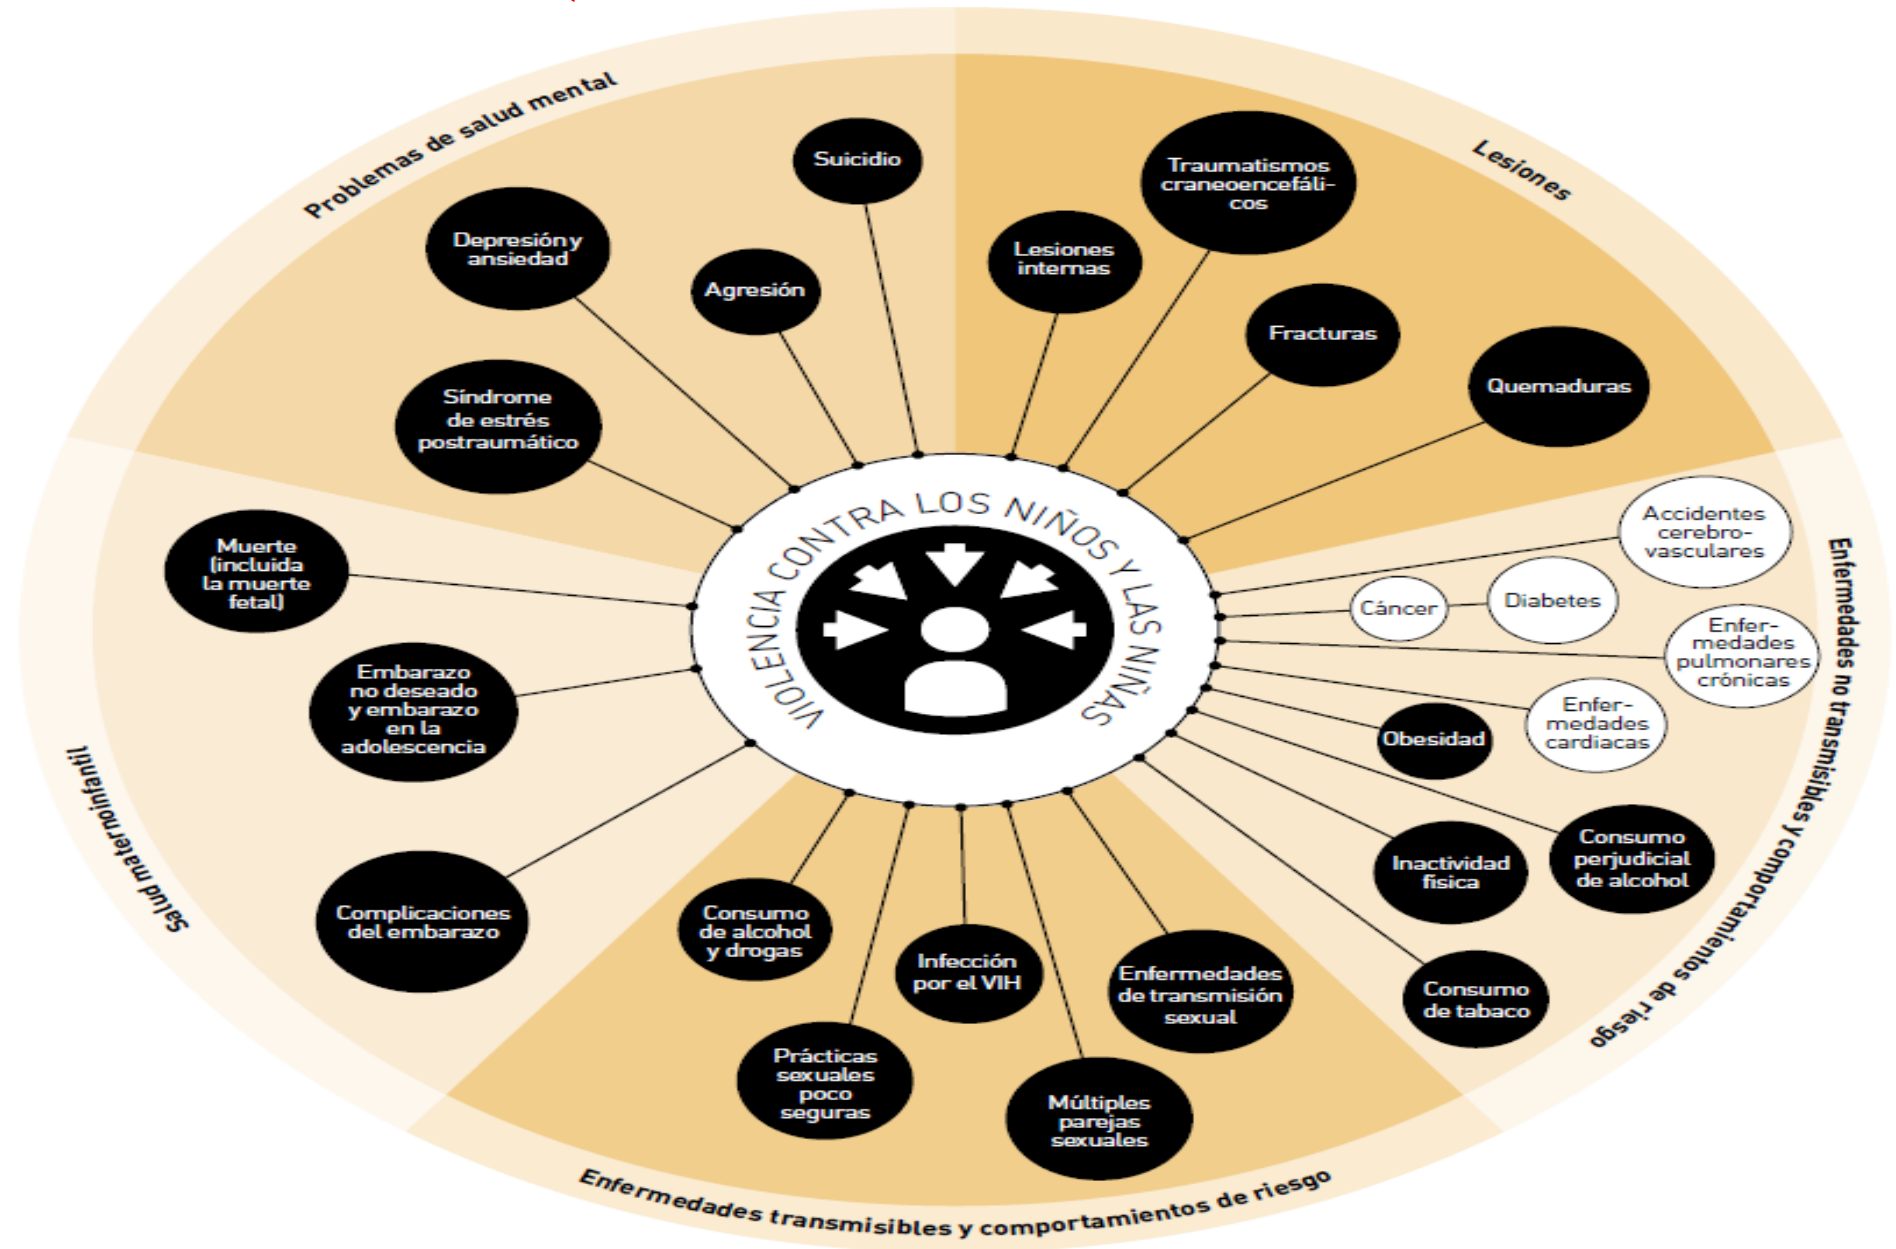 Problemas de salud mental
Suicidio
Depresión y
ansiedad
Agresión
Síndrome
de estrés
postraumático
Lesiones
Traumatismos
craneoencefáli-
cos
Lesiones
internas
Fracturas
Quemaduras
VIOLENCIA CONTRA LOS NIÑOS Y LAS NIÑAS
Enfermedades no transmisibles y comportamientos de riesgo
Accidentes
cerebro-
vasculares
Cáncer
Diabetes
Enfer-
medades
pulmonares
crónicas
Enfer-
medades
cardiacas
Obesidad
Consumo
perjudicial
de alcohol
Inactividad
física
Consumo
de tabaco
Enfermedades transmisibles y comportamientos de riesgo
Enfermedades
de transmisión
sexual
Múltiples
parejas
sexuales
Infección
por el VIH
Prácticas
sexuales
poco
seguras
Consumo
de alcohol
y drogas
Salud maternoinfantil
Complicaciones
del embarazo
Embarazo
no deseado
y embarazo
en la
adolescencia
Muerte
(incluida
la muerte
fetal)